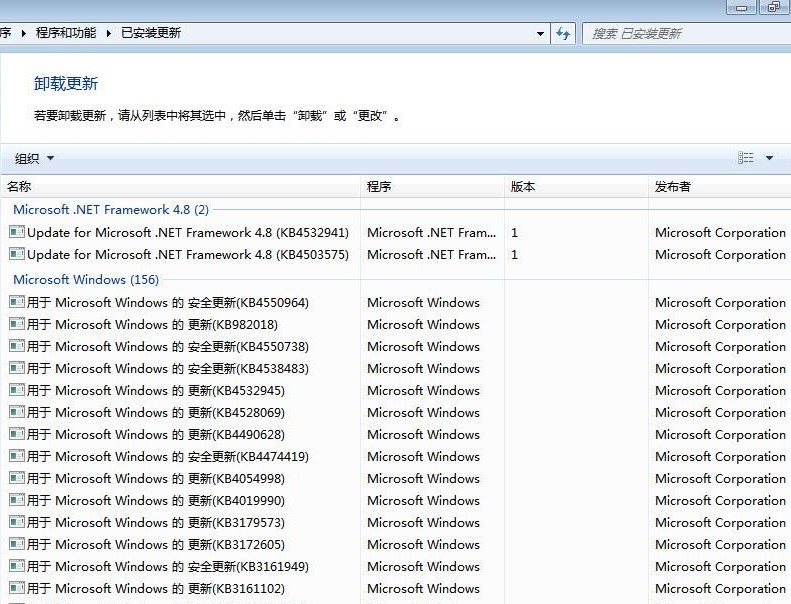 序 ▸ 程序和功能 ▸ 已安装更新 搜索 已安装更新
卸载更新
若要卸载更新，请从列表中将其选中，然后单击“卸载”或“更改”。
组织
名称 程序 版本 发布者
Microsoft .NET Framework 4.8 (2)
Update for Microsoft .NET Framework 4.8 (KB4532941) Microsoft .NET Fram... 1 Microsoft Corporation
Update for Microsoft .NET Framework 4.8 (KB4503575) Microsoft .NET Fram... 1 Microsoft Corporation
Microsoft Windows (156)
用于 Microsoft Windows 的 安全更新(KB4550964) Microsoft Windows Microsoft Corporation
用于 Microsoft Windows 的 更新(KB982018) Microsoft Windows Microsoft Corporation
用于 Microsoft Windows 的 安全更新(KB4550738) Microsoft Windows Microsoft Corporation
用于 Microsoft Windows 的 安全更新(KB4538483) Microsoft Windows Microsoft Corporation
用于 Microsoft Windows 的 更新(KB4532945) Microsoft Windows Microsoft Corporation
用于 Microsoft Windows 的 更新(KB4528069) Microsoft Windows Microsoft Corporation
用于 Microsoft Windows 的 更新(KB4490628) Microsoft Windows Microsoft Corporation
用于 Microsoft Windows 的 安全更新(KB4474419) Microsoft Windows Microsoft Corporation
用于 Microsoft Windows 的 更新(KB4054998) Microsoft Windows Microsoft Corporation
用于 Microsoft Windows 的 更新(KB4019990) Microsoft Windows Microsoft Corporation
用于 Microsoft Windows 的 更新(KB3179573) Microsoft Windows Microsoft Corporation
用于 Microsoft Windows 的 更新(KB3172605) Microsoft Windows Microsoft Corporation
用于 Microsoft Windows 的 安全更新(KB3161949) Microsoft Windows Microsoft Corporation
用于 Microsoft Windows 的 更新(KB3161102) Microsoft Windows Microsoft Corporation